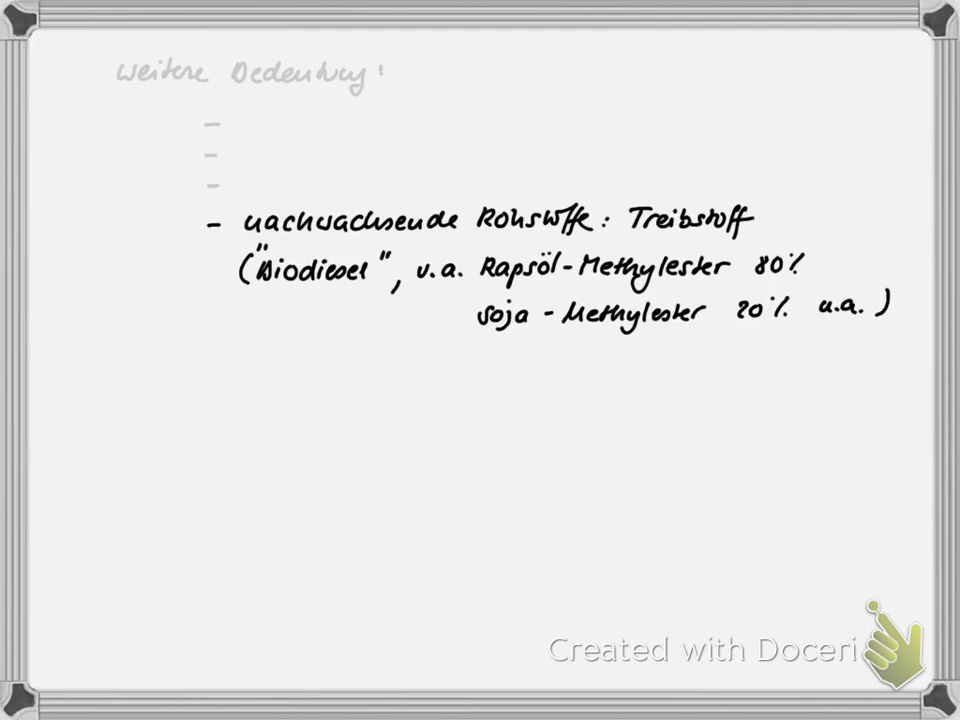 weitere Bedeutung:
-
-
-
- nachwachsende Rohstoffe: Treibstoff
("Biodiesel", u.a. Rapsöl-Methylester 80%
Soja-Methylester 20% u.a.)
Created with Doceri